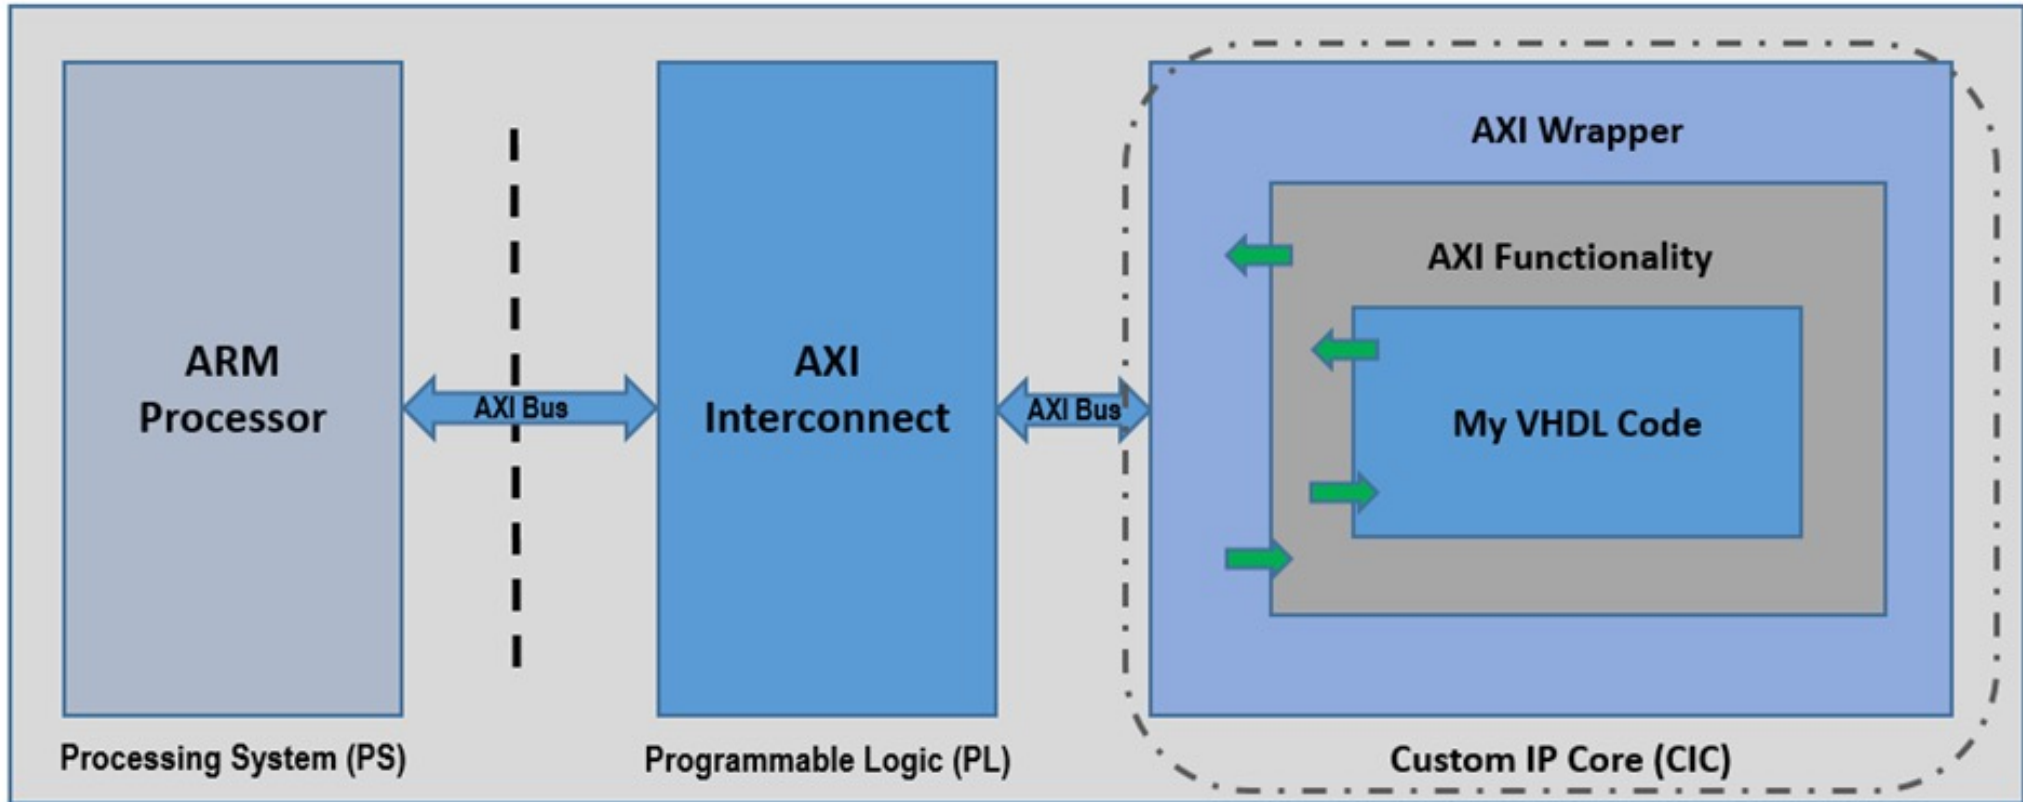 AXI Wrapper
AXI Functionality
ARM
Processor
AXI Bus
AXI
Interconnect
AXI Bus
My VHDL Code
Processing System (PS)
Programmable Logic (PL)
Custom IP Core (CIC)